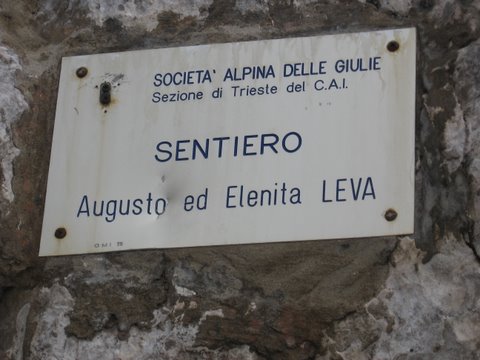 SOCIETA' ALPINA DELLE GIULIE
Sezione di Trieste del C.A.I.
SENTIERO
Augusto ed Elenita LEVA